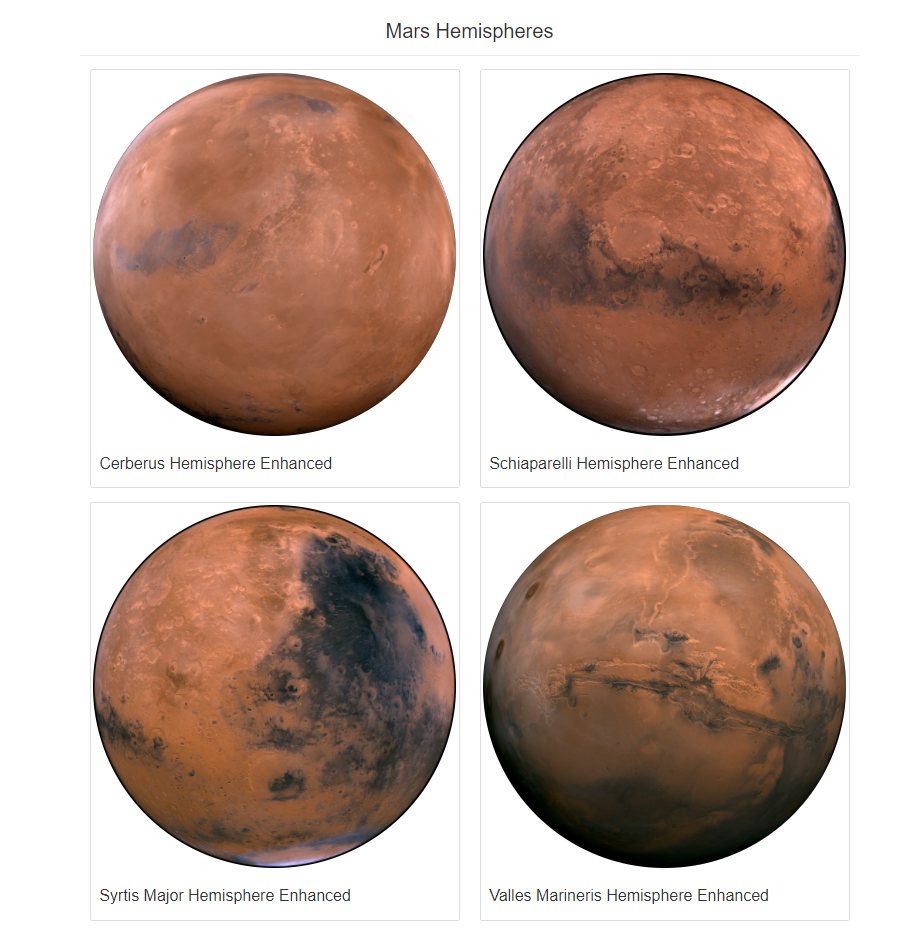 Mars Hemispheres
Cerberus Hemisphere Enhanced
Schiaparelli Hemisphere Enhanced
Syrtis Major Hemisphere Enhanced
Valles Marineris Hemisphere Enhanced